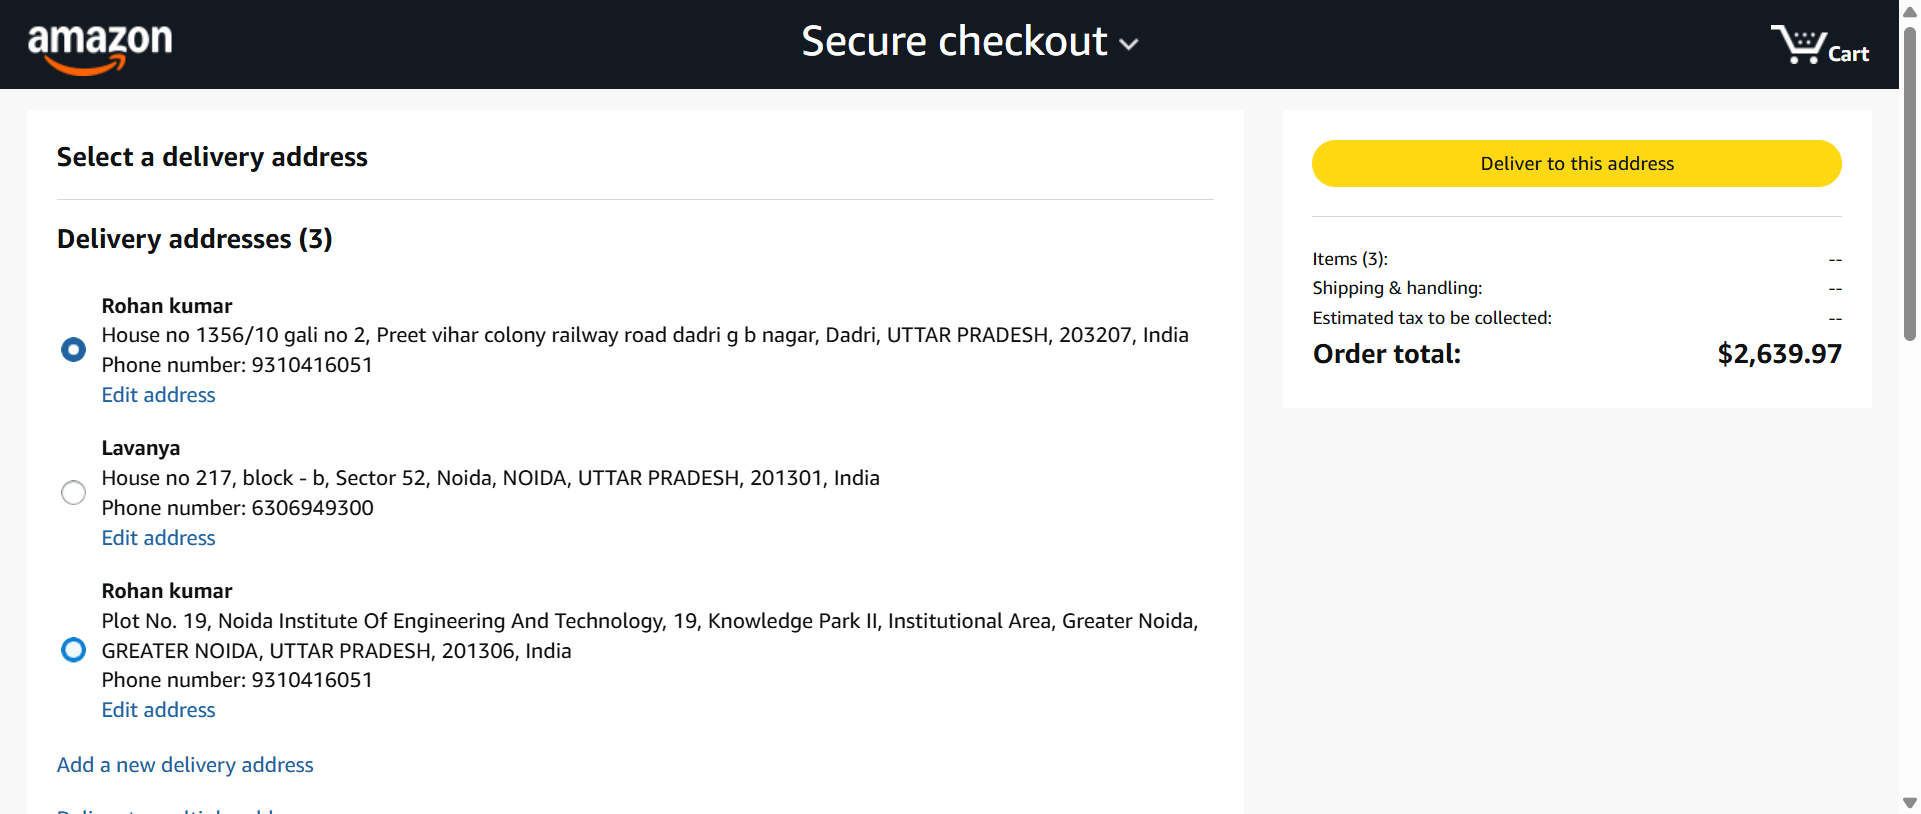 amazon
Secure checkout
Cart
Select a delivery address
Delivery addresses (3)
Rohan kumar
House no 1356/10 gali no 2, Preet vihar colony railway road dadri g b nagar, Dadri, UTTAR PRADESH, 203207, India
Phone number: 9310416051
Edit address
Lavanya
House no 217, block - b, Sector 52, Noida, NOIDA, UTTAR PRADESH, 201301, India
Phone number: 6306949300
Edit address
Rohan kumar
Plot No. 19, Noida Institute Of Engineering And Technology, 19, Knowledge Park II, Institutional Area, Greater Noida,
GREATER NOIDA, UTTAR PRADESH, 201306, India
Phone number: 9310416051
Edit address
Add a new delivery address
Deliver to this address
Items (3): --
Shipping & handling: --
Estimated tax to be collected: --
Order total: $2,639.97